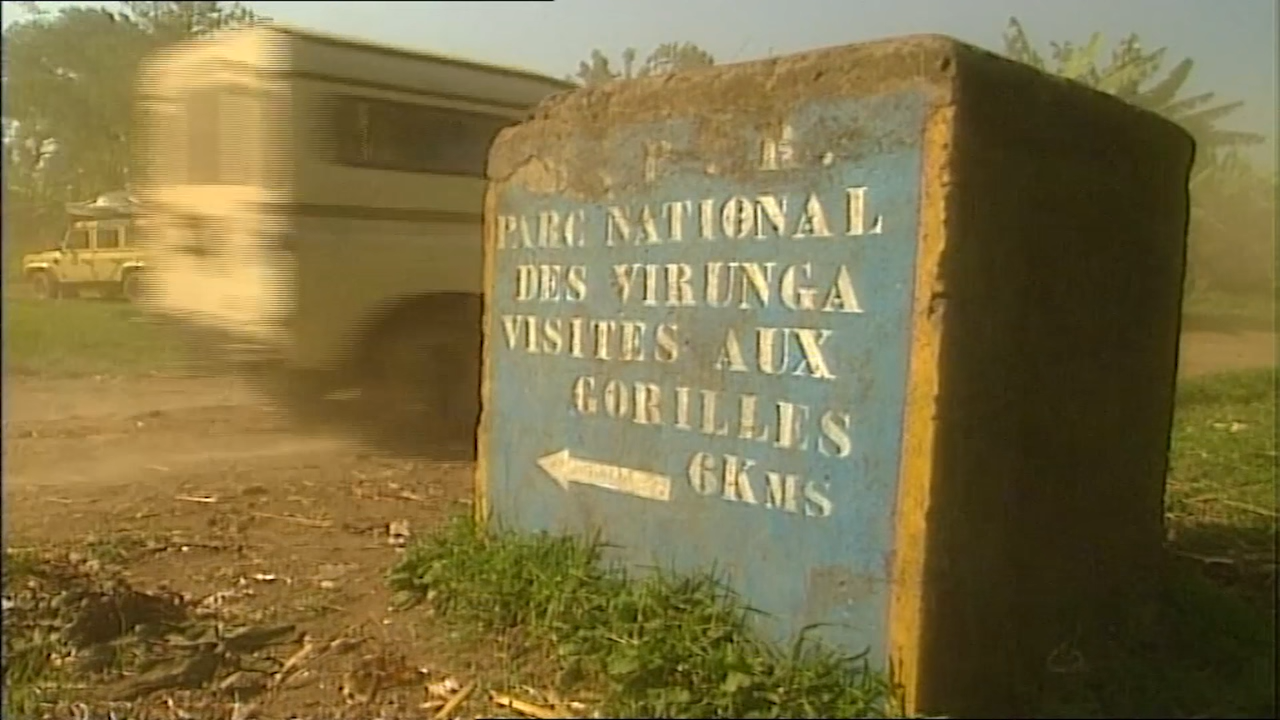 PARC NATIONAL
DES VIRUNGA
VISITES AUX
GORILLES
6KMS